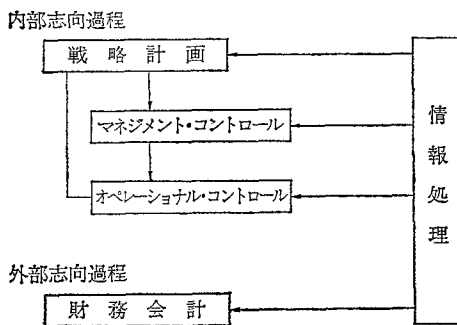 内部志向過程
戦略計画
マネジメント・コントロール
オペレーショナル・コントロール
情報処理
外部志向過程
財務会計